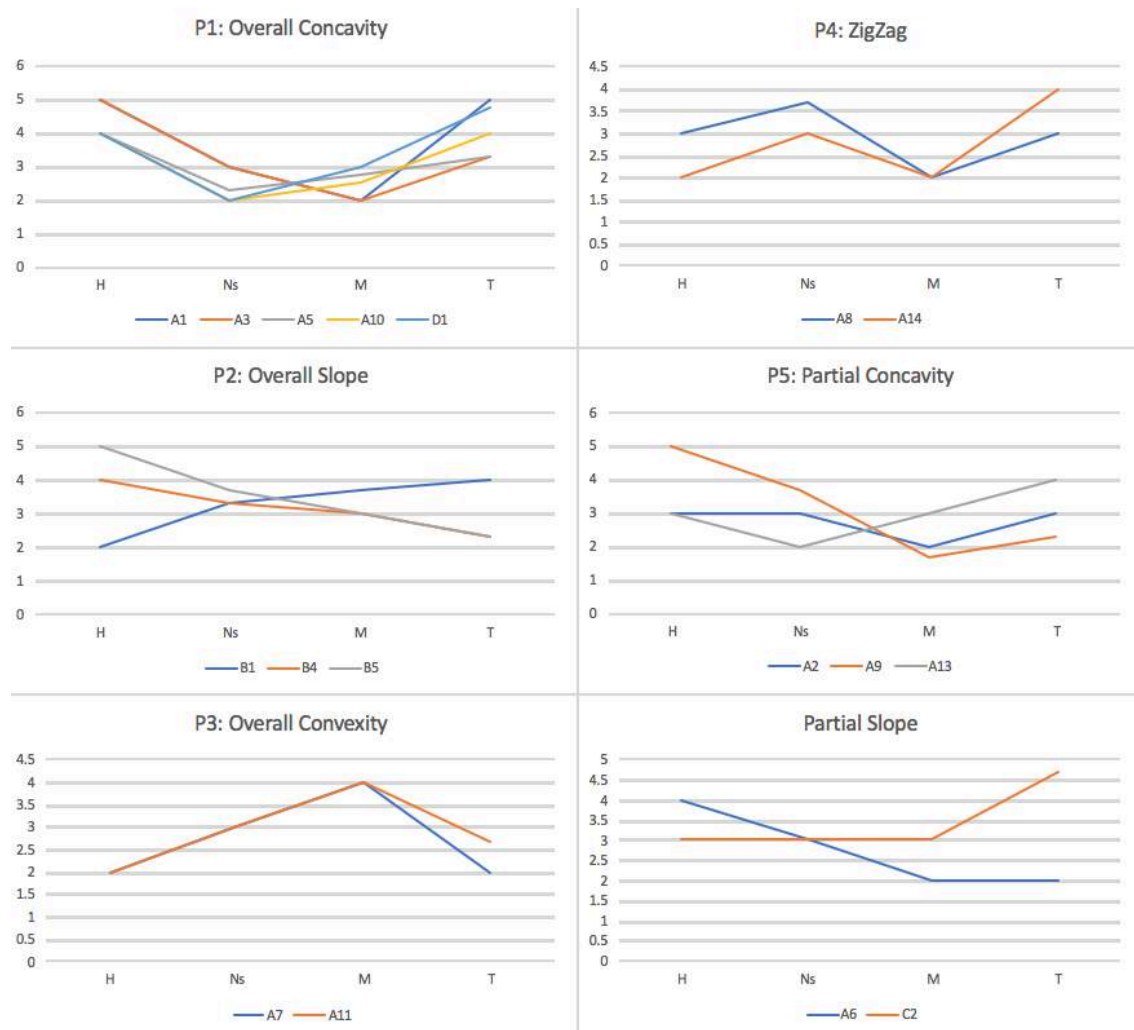 P1: Overall Concavity
6
5
4
3
2
1
0
H Ns M T
A1 A3 A5 A10 D1
P4: ZigZag
4.5
4
3.5
3
2.5
2
1.5
1
0.5
0
H Ns M T
A8 A14
P2: Overall Slope
6
5
4
3
2
1
0
H Ns M T
B1 B4 B5
P5: Partial Concavity
6
5
4
3
2
1
0
H Ns M T
A2 A9 A13
P3: Overall Convexity
4.5
4
3.5
3
2.5
2
1.5
1
0.5
0
H Ns M T
A7 A11
Partial Slope
5
4.5
4
3.5
3
2.5
2
1.5
1
0.5
0
H Ns M T
A6 C2